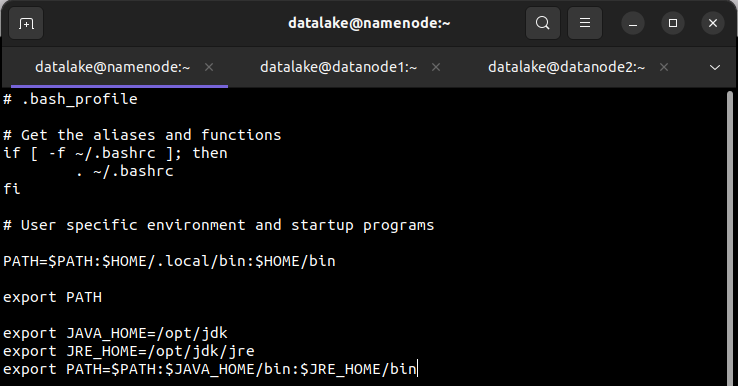 datalake@namenode:~
datalake@namenode:~
datalake@datanode1:~
datalake@datanode2:~
# .bash_profile
# Get the aliases and functions
if [ -f ~/.bashrc ]; then
        . ~/.bashrc
fi
# User specific environment and startup programs
PATH=$PATH:$HOME/.local/bin:$HOME/bin
export PATH
export JAVA_HOME=/opt/jdk
export JRE_HOME=/opt/jdk/jre
export PATH=$PATH:$JAVA_HOME/bin:$JRE_HOME/bin